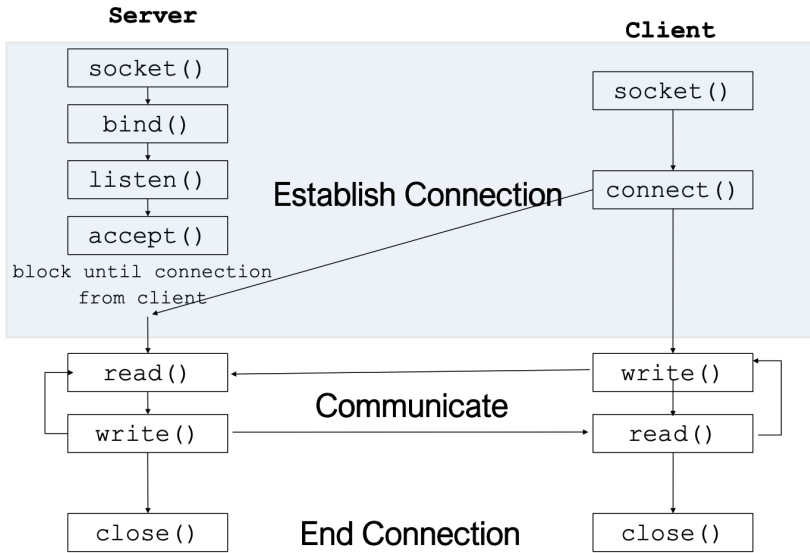 Server
Client
socket()
socket()
bind()
listen()
Establish Connection
connect()
accept()
block until connection
from client
read()
write()
Communicate
write()
read()
close()
End Connection
close()